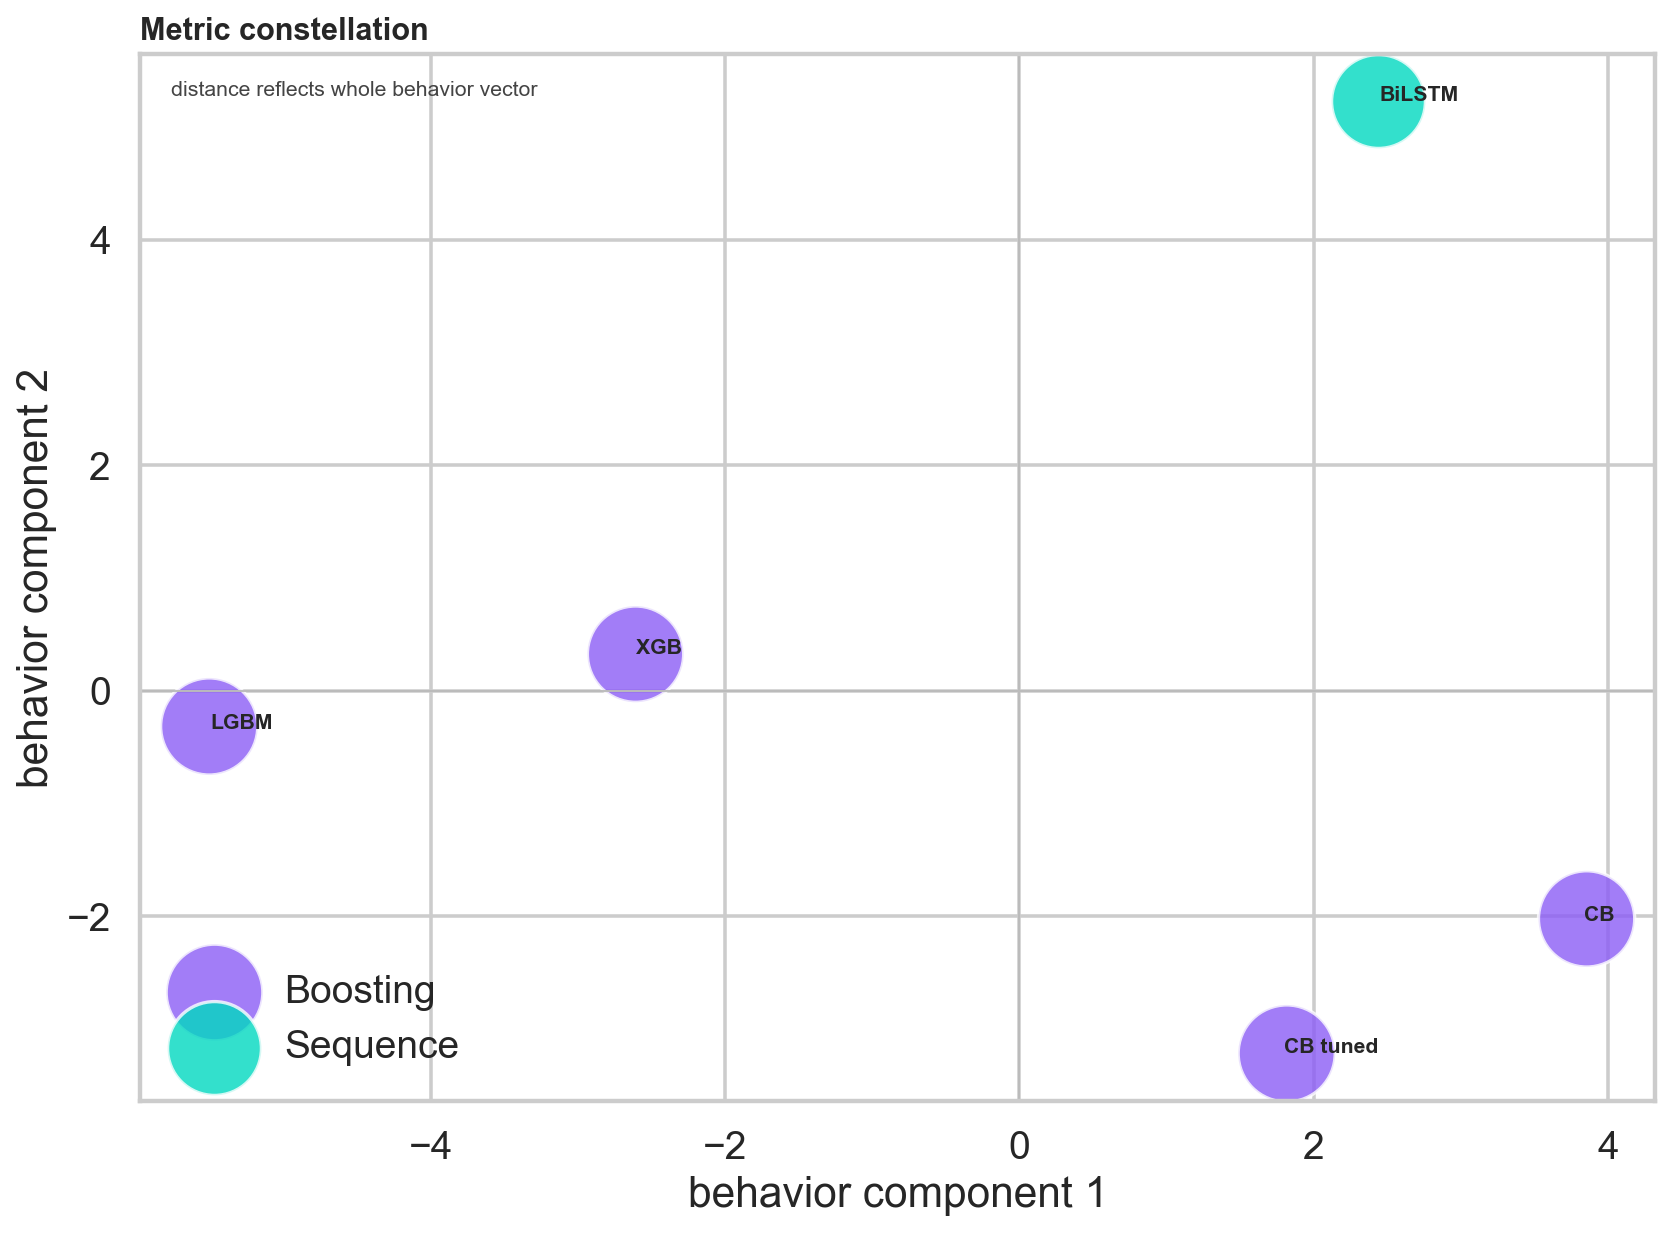 Metric constellation
distance reflects whole behavior vector
BiLSTM
4
2
XGB
0
LGBM
−2
CB
CB tuned
Boosting
Sequence
−4
−2
0
2
4
behavior component 1
behavior component 2